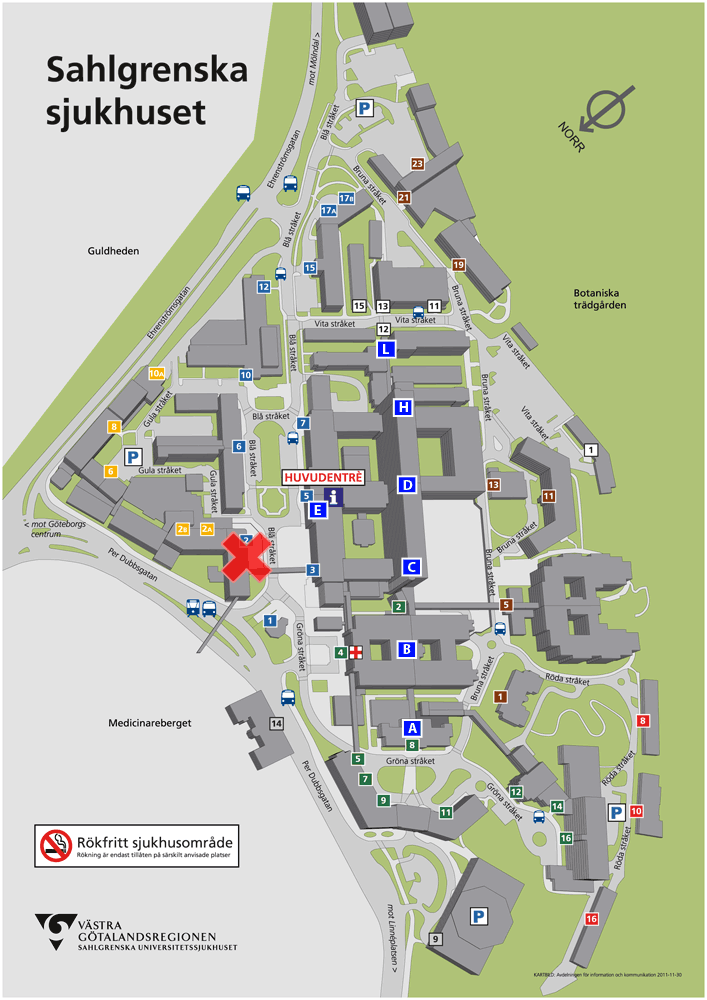 Sahlgrenska
sjukhuset
mot Mölndal >
P
Blå stråket
NORR
Ehrenströmsgatan
23
Bruna stråket
17B
21
17A
Blå stråket
Guldheden
15
19
12
Botaniska
trädgården
Ehrenströmsgatan
15
13
11
Bruna stråket
Vita stråket
Vita stråket
12
Blå stråket
L
Vita stråket
10A
10
Bruna stråket
Gula stråket
H
Blå stråket
7
8
Vita stråket
6
Blå stråket
1
P
6
Gula stråket
HUVUDENTRÈ
Gula stråket
D
13
5
i
11
E
< mot Göteborgs
centrum
2B
2A
Blå stråket
2
Bruna stråket
Per Dubbsgatan
3
C
Bruna stråket
2
5
1
Gröna stråket
4
B
Bruna stråket
Röda stråket
1
Medicinareberget
14
A
8
8
5
Gröna stråket
Per Dubbsgatan
7
Röda stråket
9
12
Gröna stråket
14
11
P
10
16
Rökfritt sjukhusområde
Rökning är endast tillåten på särskilt anvisade platser
Röda stråket
P
16
mot Linnéplatsen >
9
VÄSTRA
GÖTALANDSREGIONEN
SAHLGRENSKA UNIVERSITETSSJUKHUSET
KARTBILD: Avdelningen för information och kommunikation 2011-11-30